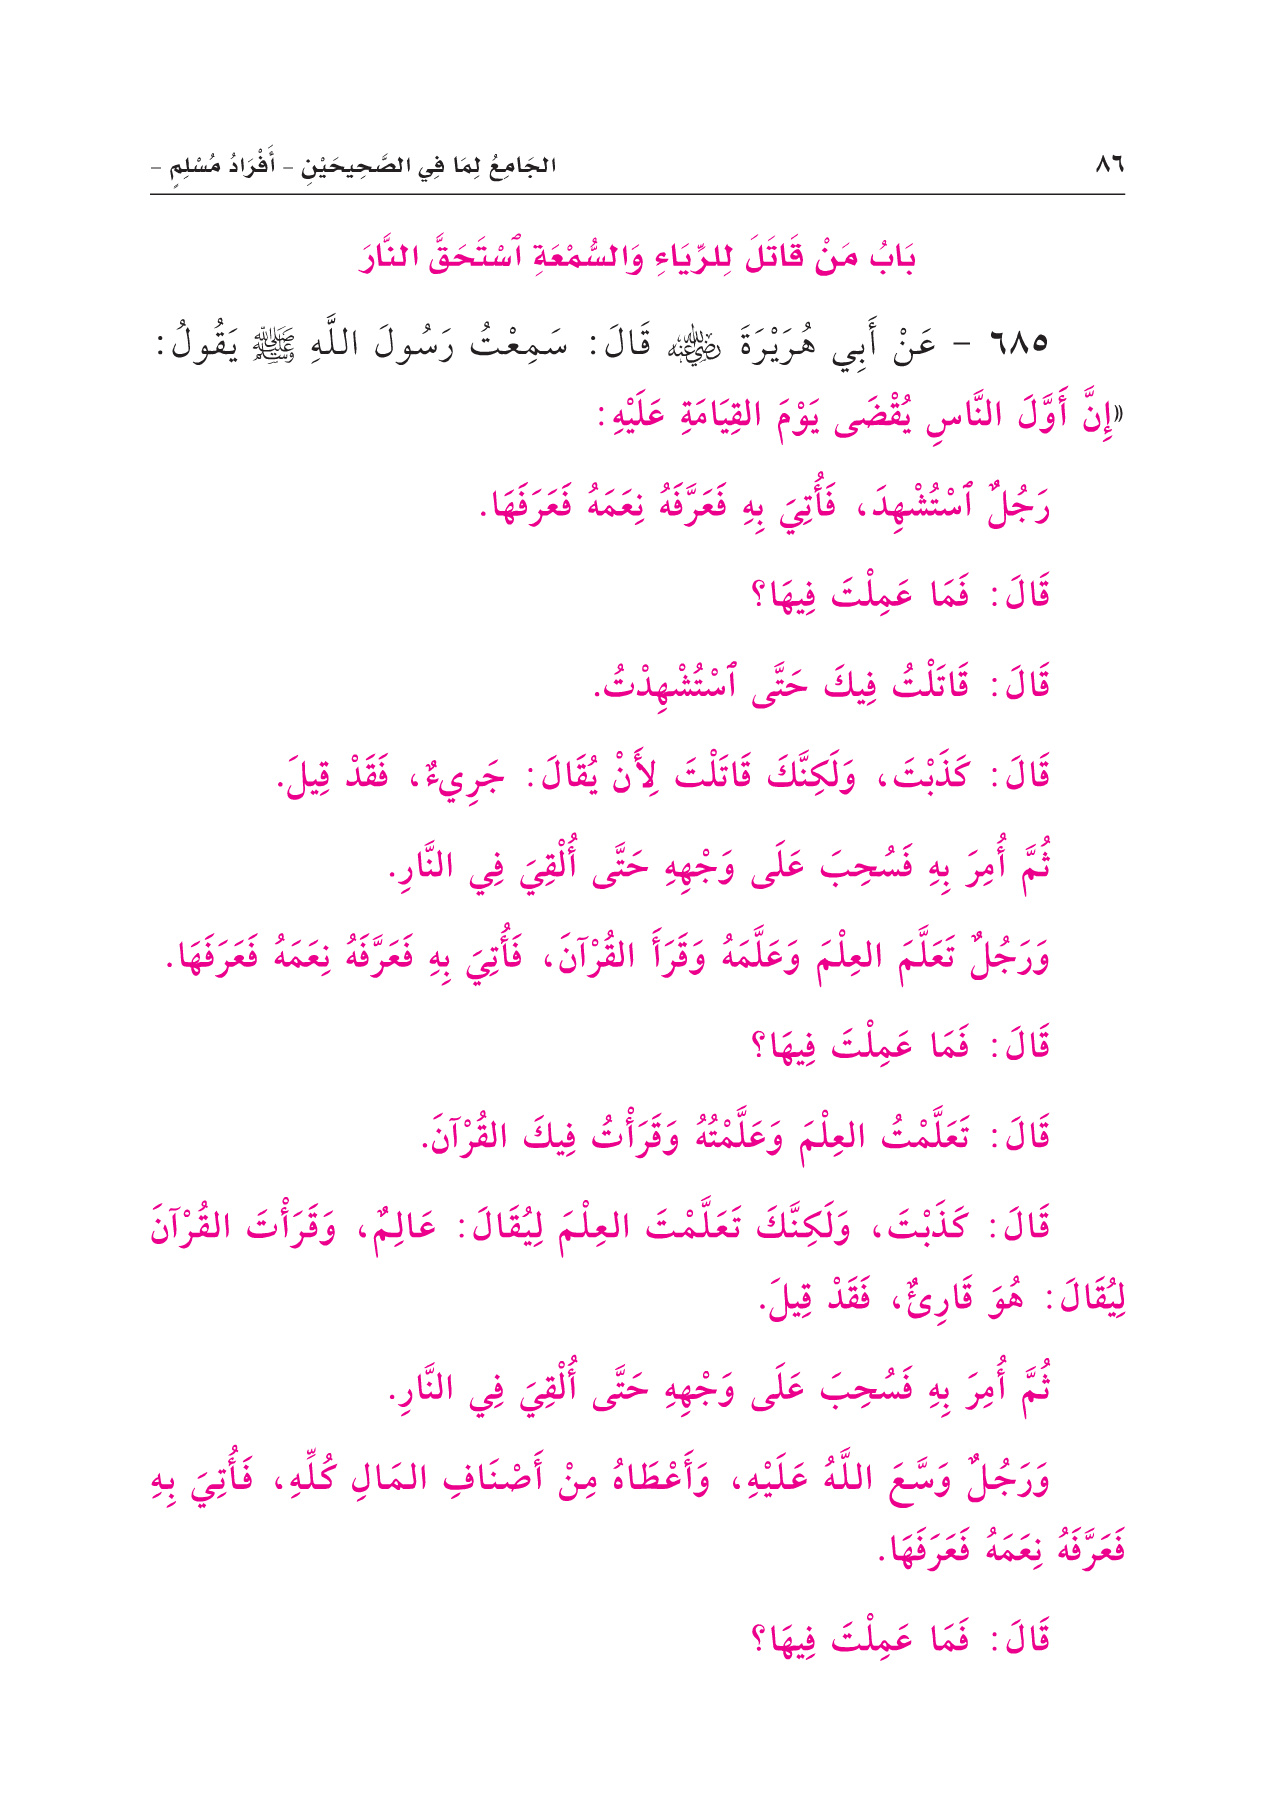 ٨٦ الجَامِعُ لِمَا فِي الصَّحِيحَيْنِ – أَفْرَادُ مُسْلِمٍ –
بَابُ مَنْ قَاتَلَ لِلرِّيَاءِ وَالسُّمْعَةِ ٱسْتَحَقَّ النَّارَ
٦٨٥ – عَنْ أَبِي هُرَيْرَةَ رضي الله عنه قَالَ: سَمِعْتُ رَسُولَ اللَّهِ ﷺ يَقُولُ:
«إِنَّ أَوَّلَ النَّاسِ يُقْضَى يَوْمَ القِيَامَةِ عَلَيْهِ:
رَجُلٌ ٱسْتُشْهِدَ، فَأُتِيَ بِهِ فَعَرَّفَهُ نِعَمَهُ فَعَرَفَهَا.
قَالَ: فَمَا عَمِلْتَ فِيهَا؟
قَالَ: قَاتَلْتُ فِيكَ حَتَّى ٱسْتُشْهِدْتُ.
قَالَ: كَذَبْتَ، وَلَكِنَّكَ قَاتَلْتَ لِأَنْ يُقَالَ: جَرِيءٌ، فَقَدْ قِيلَ.
ثُمَّ أُمِرَ بِهِ فَسُحِبَ عَلَى وَجْهِهِ حَتَّى أُلْقِيَ فِي النَّارِ.
وَرَجُلٌ تَعَلَّمَ العِلْمَ وَعَلَّمَهُ وَقَرَأَ القُرْآنَ، فَأُتِيَ بِهِ فَعَرَّفَهُ نِعَمَهُ فَعَرَفَهَا.
قَالَ: فَمَا عَمِلْتَ فِيهَا؟
قَالَ: تَعَلَّمْتُ العِلْمَ وَعَلَّمْتُهُ وَقَرَأْتُ فِيكَ القُرْآنَ.
قَالَ: كَذَبْتَ، وَلَكِنَّكَ تَعَلَّمْتَ العِلْمَ لِيُقَالَ: عَالِمٌ، وَقَرَأْتَ القُرْآنَ
لِيُقَالَ: هُوَ قَارِئٌ، فَقَدْ قِيلَ.
ثُمَّ أُمِرَ بِهِ فَسُحِبَ عَلَى وَجْهِهِ حَتَّى أُلْقِيَ فِي النَّارِ.
وَرَجُلٌ وَسَّعَ اللَّهُ عَلَيْهِ، وَأَعْطَاهُ مِنْ أَصْنَافِ المَالِ كُلِّهِ، فَأُتِيَ بِهِ
فَعَرَّفَهُ نِعَمَهُ فَعَرَفَهَا.
قَالَ: فَمَا عَمِلْتَ فِيهَا؟